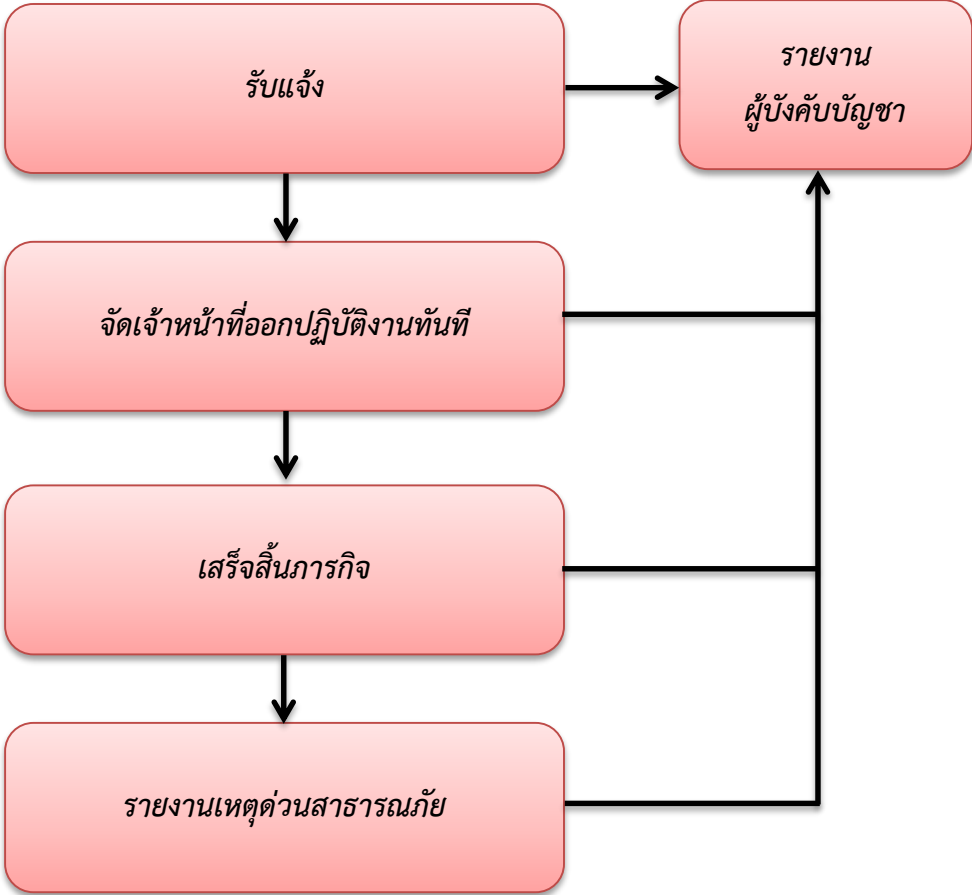 รับแจ้ง
รายงาน
ผู้บังคับบัญชา
จัดเจ้าหน้าที่ออกปฏิบัติงานทันที
เสร็จสิ้นภารกิจ
รายงานเหตุด่วนสาธารณภัย